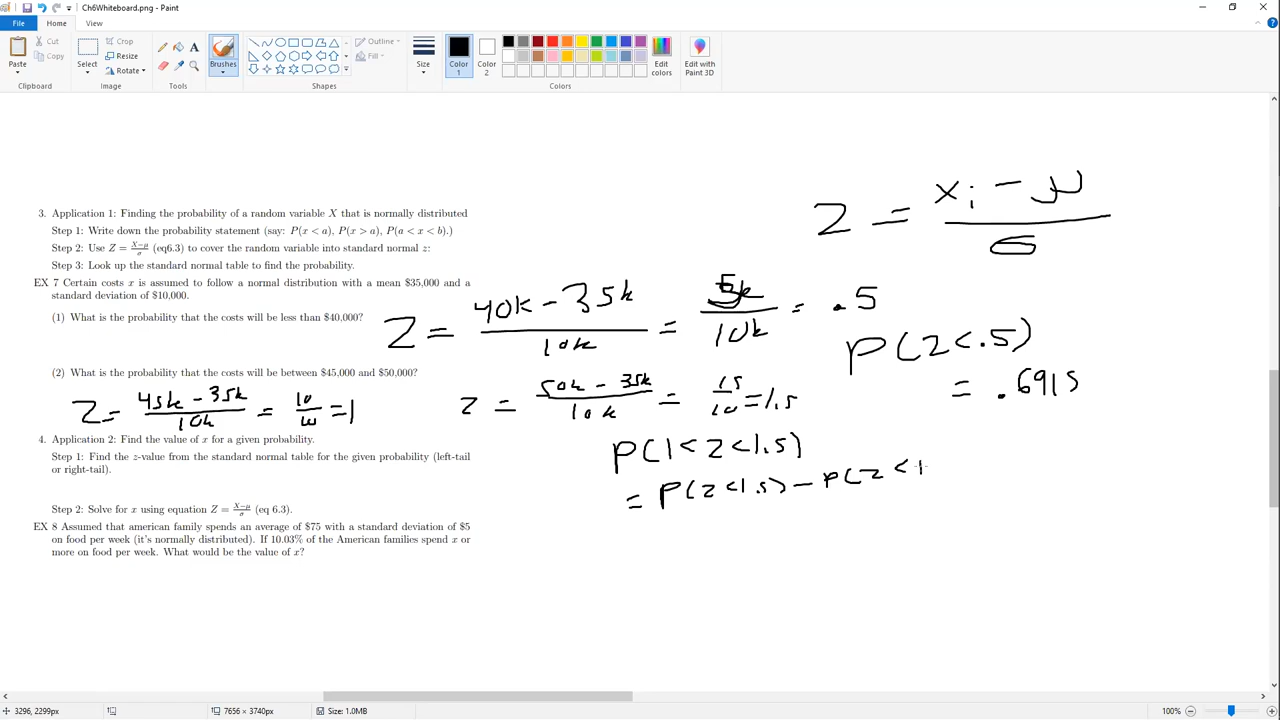 Ch6Whiteboard.png - Paint
File Home View
Paste
Cut
Copy
Clipboard
Select
Crop
Resize
Rotate
Image
Tools
Brushes
Shapes
Outline
Fill
Size
Color 1
Color 2
Edit colors
Edit with Paint 3D
Colors
Z = xi - μ / σ
3. Application 1: Finding the probability of a random variable X that is normally distributed
Step 1: Write down the probability statement (say: P(x < a), P(x > a), P(a < x < b).)
Step 2: Use Z = X−μ/σ (eq6.3) to cover the random variable into standard normal z:
Step 3: Look up the standard normal table to find the probability.
EX 7 Certain costs x is assumed to follow a normal distribution with a mean $35,000 and a
standard deviation of $10,000.
(1) What is the probability that the costs will be less than $40,000?
Z = 40k - 35k / 10k = 5k / 10k = .5
P(Z < .5)
= .6915
(2) What is the probability that the costs will be between $45,000 and $50,000?
Z = 45k - 35k / 10k = 10 / 10 = 1
z = 50k - 35k / 10k = 15 / 10 = 1.5
P(1 < Z < 1.5)
= P(Z < 1.5) - P(Z < 1
4. Application 2: Find the value of x for a given probability.
Step 1: Find the z-value from the standard normal table for the given probability (left-tail
or right-tail).
Step 2: Solve for x using equation Z = X−μ/σ (eq 6.3).
EX 8 Assumed that american family spends an average of $75 with a standard deviation of $5
on food per week (it's normally distributed). If 10.03% of the American families spend x or
more on food per week. What would be the value of x?
3296, 2299px
7656 × 3740px
Size: 1.0MB
100%